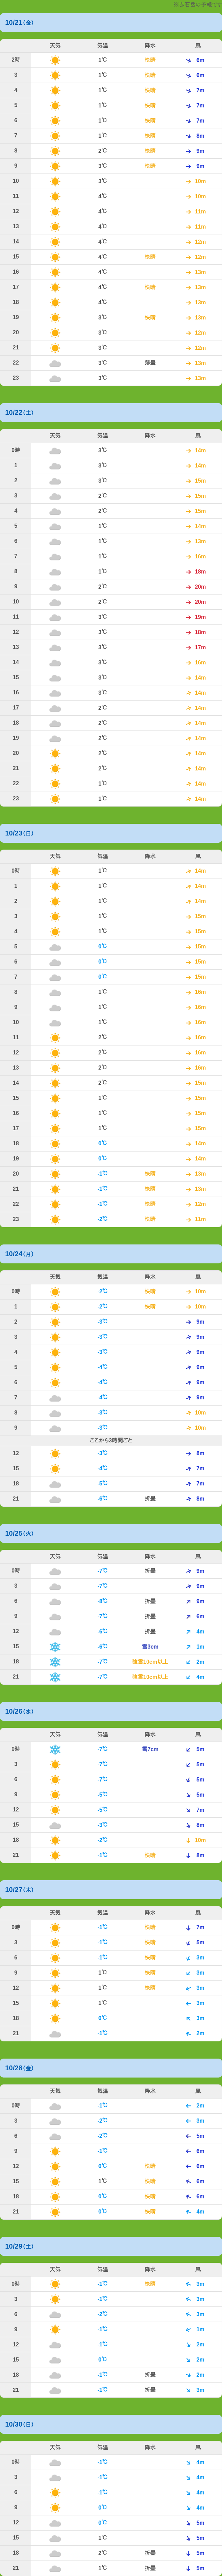 10/21(金)
天気 気温 降水 風
2時 1℃ 快晴 6m
3 1℃ 快晴 6m
4 1℃ 快晴 7m
5 1℃ 快晴 7m
6 1℃ 快晴 7m
7 1℃ 快晴 8m
8 2℃ 快晴 9m
9 3℃ 快晴 9m
10 3℃ 10m
11 4℃ 10m
12 4℃ 11m
13 4℃ 11m
14 4℃ 12m
15 4℃ 快晴 12m
16 4℃ 13m
17 4℃ 快晴 13m
18 4℃ 13m
19 3℃ 快晴 13m
20 3℃ 12m
21 3℃ 12m
22 3℃ 薄曇 13m
23 3℃ 13m
10/22(土)
天気 気温 降水 風
0時 3℃ 14m
1 3℃ 14m
2 3℃ 15m
3 2℃ 15m
4 2℃ 15m
5 1℃ 14m
6 1℃ 13m
7 1℃ 16m
8 1℃ 18m
9 2℃ 20m
10 2℃ 20m
11 3℃ 19m
12 3℃ 18m
13 3℃ 17m
14 3℃ 16m
15 3℃ 14m
16 3℃ 14m
17 2℃ 14m
18 2℃ 14m
19 2℃ 14m
20 2℃ 14m
21 2℃ 14m
22 1℃ 14m
23 1℃ 14m
10/23(日)
天気 気温 降水 風
0時 1℃ 14m
1 1℃ 14m
2 1℃ 14m
3 1℃ 15m
4 1℃ 15m
5 0℃ 15m
6 0℃ 15m
7 0℃ 15m
8 1℃ 16m
9 1℃ 16m
10 1℃ 16m
11 2℃ 16m
12 2℃ 15m
13 2℃ 16m
14 2℃ 15m
15 1℃ 15m
16 1℃ 15m
17 1℃ 15m
18 0℃ 14m
19 0℃ 14m
20 -1℃ 快晴 13m
21 -1℃ 快晴 13m
22 -1℃ 快晴 12m
23 -2℃ 快晴 11m
10/24(月)
天気 気温 降水 風
0時 -2℃ 快晴 10m
1 -2℃ 快晴 10m
2 -3℃ 9m
3 -3℃ 9m
4 -3℃ 9m
5 -4℃ 9m
6 -4℃ 9m
7 -4℃ 9m
8 -3℃ 10m
9 -3℃ 10m
ここから3時間ごと
12 -3℃ 8m
15 -4℃ 7m
18 -5℃ 7m
21 -6℃ 折曇 8m
10/25(火)
天気 気温 降水 風
0時 -7℃ 折曇 9m
3 -7℃ 9m
6 -8℃ 折曇 9m
9 -7℃ 折曇 6m
12 -6℃ 折曇 4m
15 -6℃ 雪3cm 1m
18 -7℃ 強雪10cm以上 2m
21 -7℃ 強雪10cm以上 4m
10/26(水)
天気 気温 降水 風
0時 -7℃ 雪7cm 5m
3 -7℃ 5m
6 -7℃ 5m
9 -5℃ 5m
12 -5℃ 7m
15 -3℃ 8m
18 -2℃ 10m
21 -1℃ 快晴 8m
10/27(木)
天気 気温 降水 風
0時 -1℃ 快晴 7m
3 -1℃ 快晴 5m
6 -1℃ 快晴 3m
9 1℃ 快晴 3m
12 1℃ 快晴 3m
15 1℃ 3m
18 0℃ 3m
21 -1℃ 2m
10/28(金)
天気 気温 降水 風
0時 -1℃ 2m
3 -2℃ 3m
6 -2℃ 5m
9 -1℃ 6m
12 0℃ 快晴 6m
15 1℃ 快晴 6m
18 0℃ 快晴 6m
21 0℃ 快晴 4m
10/29(土)
天気 気温 降水 風
0時 -1℃ 快晴 3m
3 -1℃ 3m
6 -2℃ 3m
9 -1℃ 1m
12 -1℃ 2m
15 0℃ 2m
18 -1℃ 折曇 2m
21 -1℃ 折曇 3m
10/30(日)
天気 気温 降水 風
0時 -1℃ 4m
3 -1℃ 4m
6 -1℃ 4m
9 0℃ 4m
12 0℃ 5m
15 1℃ 5m
18 2℃ 折曇 5m
21 1℃ 折曇 5m